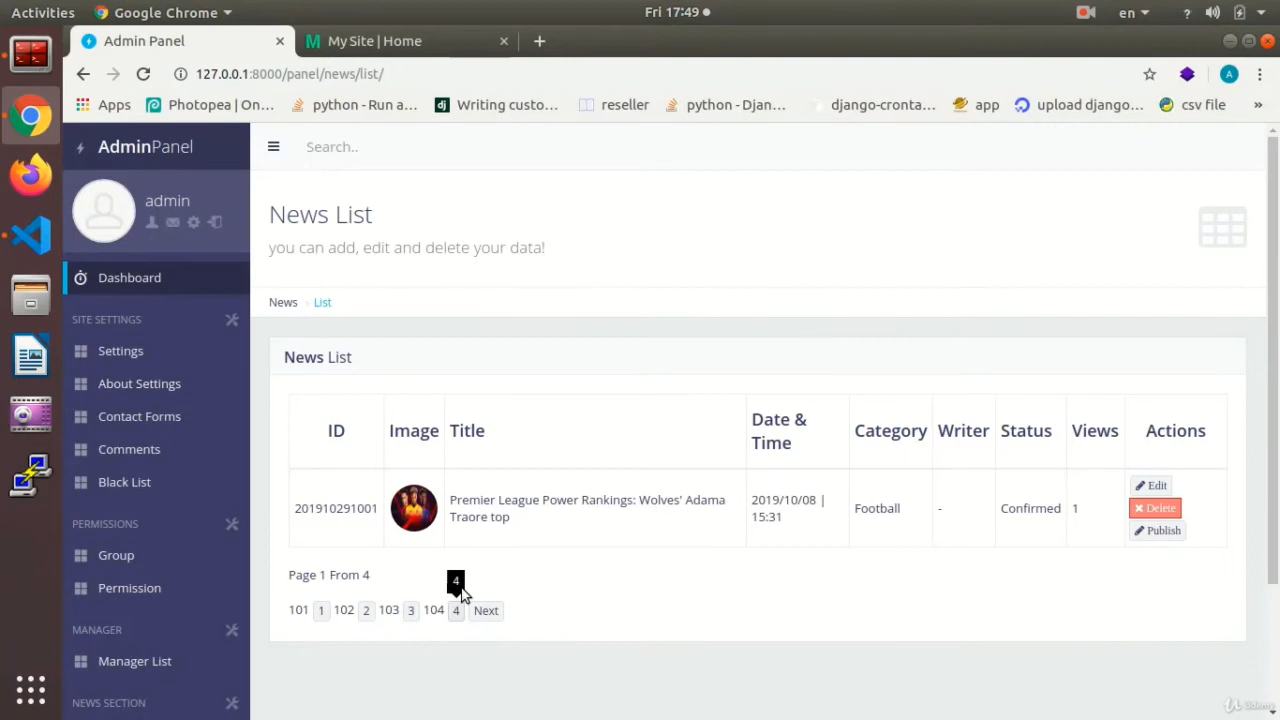 Activities Google Chrome Fri 17:49 en ?
Admin Panel × M My Site | Home × +
127.0.0.1:8000/panel/news/list/ A
Apps Photopea | On... python - Run a... dj Writing custo... reseller python - Djan... django-cronta... app upload django... csv file »
AdminPanel Search..
admin
News List
you can add, edit and delete your data!
Dashboard
News List
SITE SETTINGS
Settings
About Settings
Contact Forms
Comments
Black List
PERMISSIONS
Group
Permission
MANAGER
Manager List
NEWS SECTION
News List
ID Image Title Date & Time Category Writer Status Views Actions
201910291001 Premier League Power Rankings: Wolves' Adama Traore top 2019/10/08 | 15:31 Football - Confirmed 1
Edit
Delete
Publish
Page 1 From 4
4
101 1 102 2 103 3 104 4 Next
Udemy